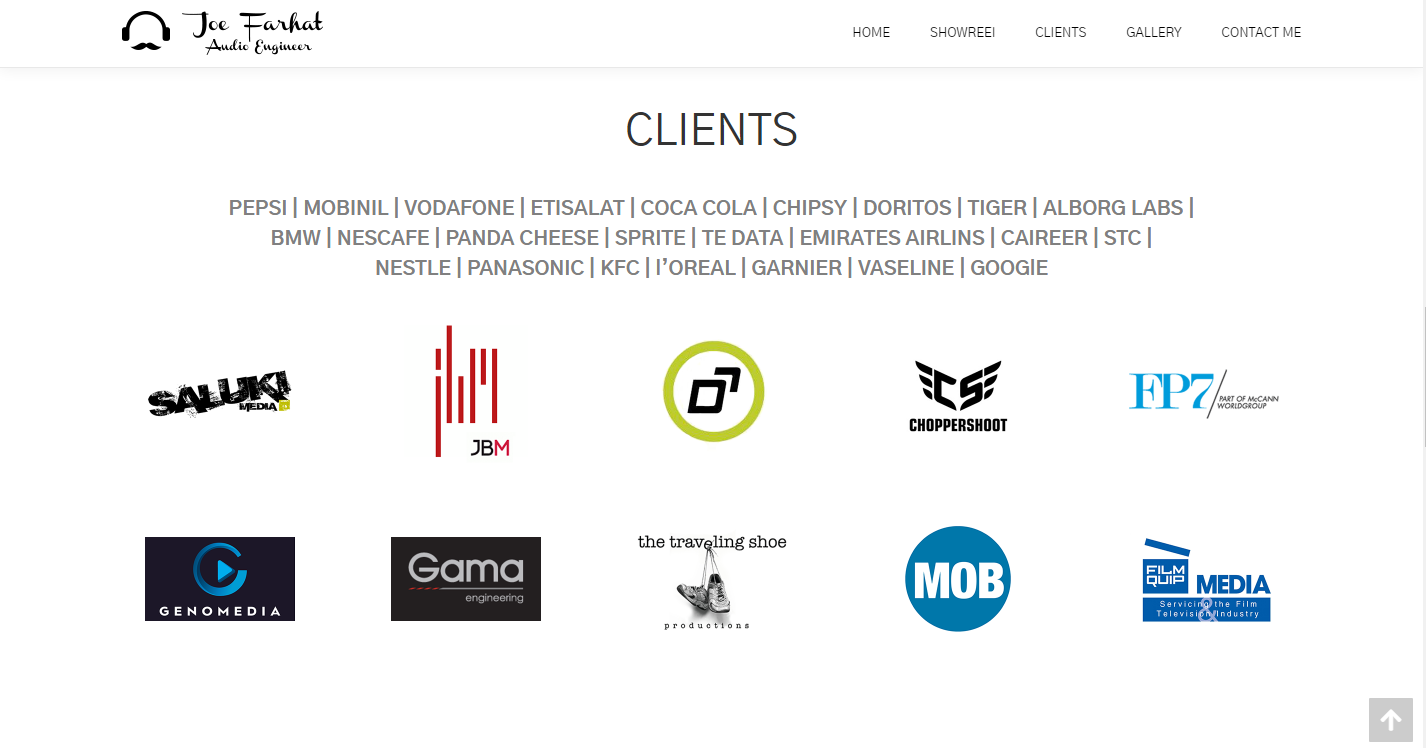 Joe Farhat
Audio Engineer
HOME SHOWREEl CLIENTS GALLERY CONTACT ME
CLIENTS
PEPSI | MOBINIL | VODAFONE | ETISALAT | COCA COLA | CHIPSY | DORITOS | TIGER | ALBORG LABS |
BMW | NESCAFE | PANDA CHEESE | SPRITE | TE DATA | EMIRATES AIRLINS | CAIREER | STC |
NESTLE | PANASONIC | KFC | l’OREAL | GARNIER | VASELINE | GOOGlE
SALUKI
MEDIA
JBM
CS
CHOPPERSHOOT
FP7
PART OF McCANN
WORLDGROUP
GENOMEDIA
Gama
engineering
the traveling shoe
productions
MOB
FILM
QUIP
MEDIA
Servicing the Film
& Television Industry